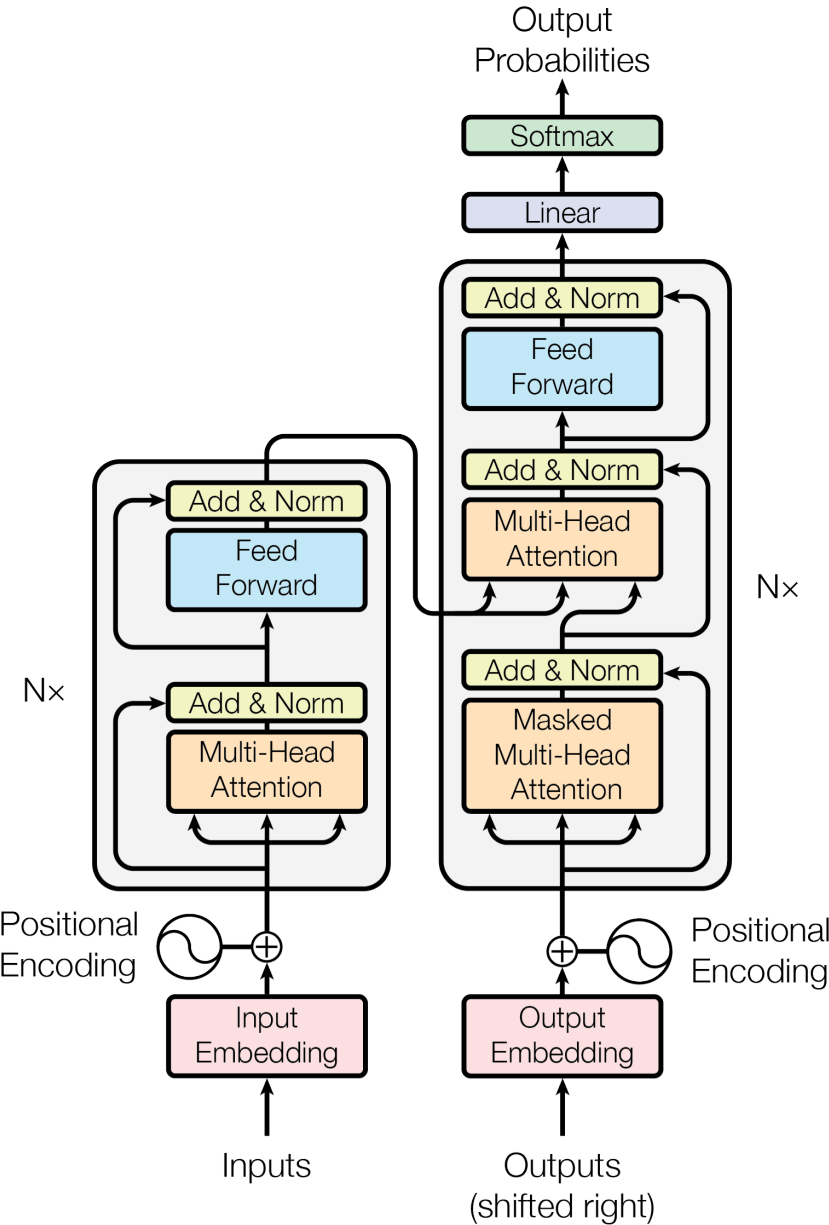 Output
Probabilities
Softmax
Linear
Add & Norm
Feed
Forward
Add & Norm
Multi-Head
Attention
Add & Norm
Masked
Multi-Head
Attention
N×
Add & Norm
Feed
Forward
Add & Norm
Multi-Head
Attention
N×
Positional
Encoding
Positional
Encoding
Input
Embedding
Output
Embedding
Inputs
Outputs
(shifted right)